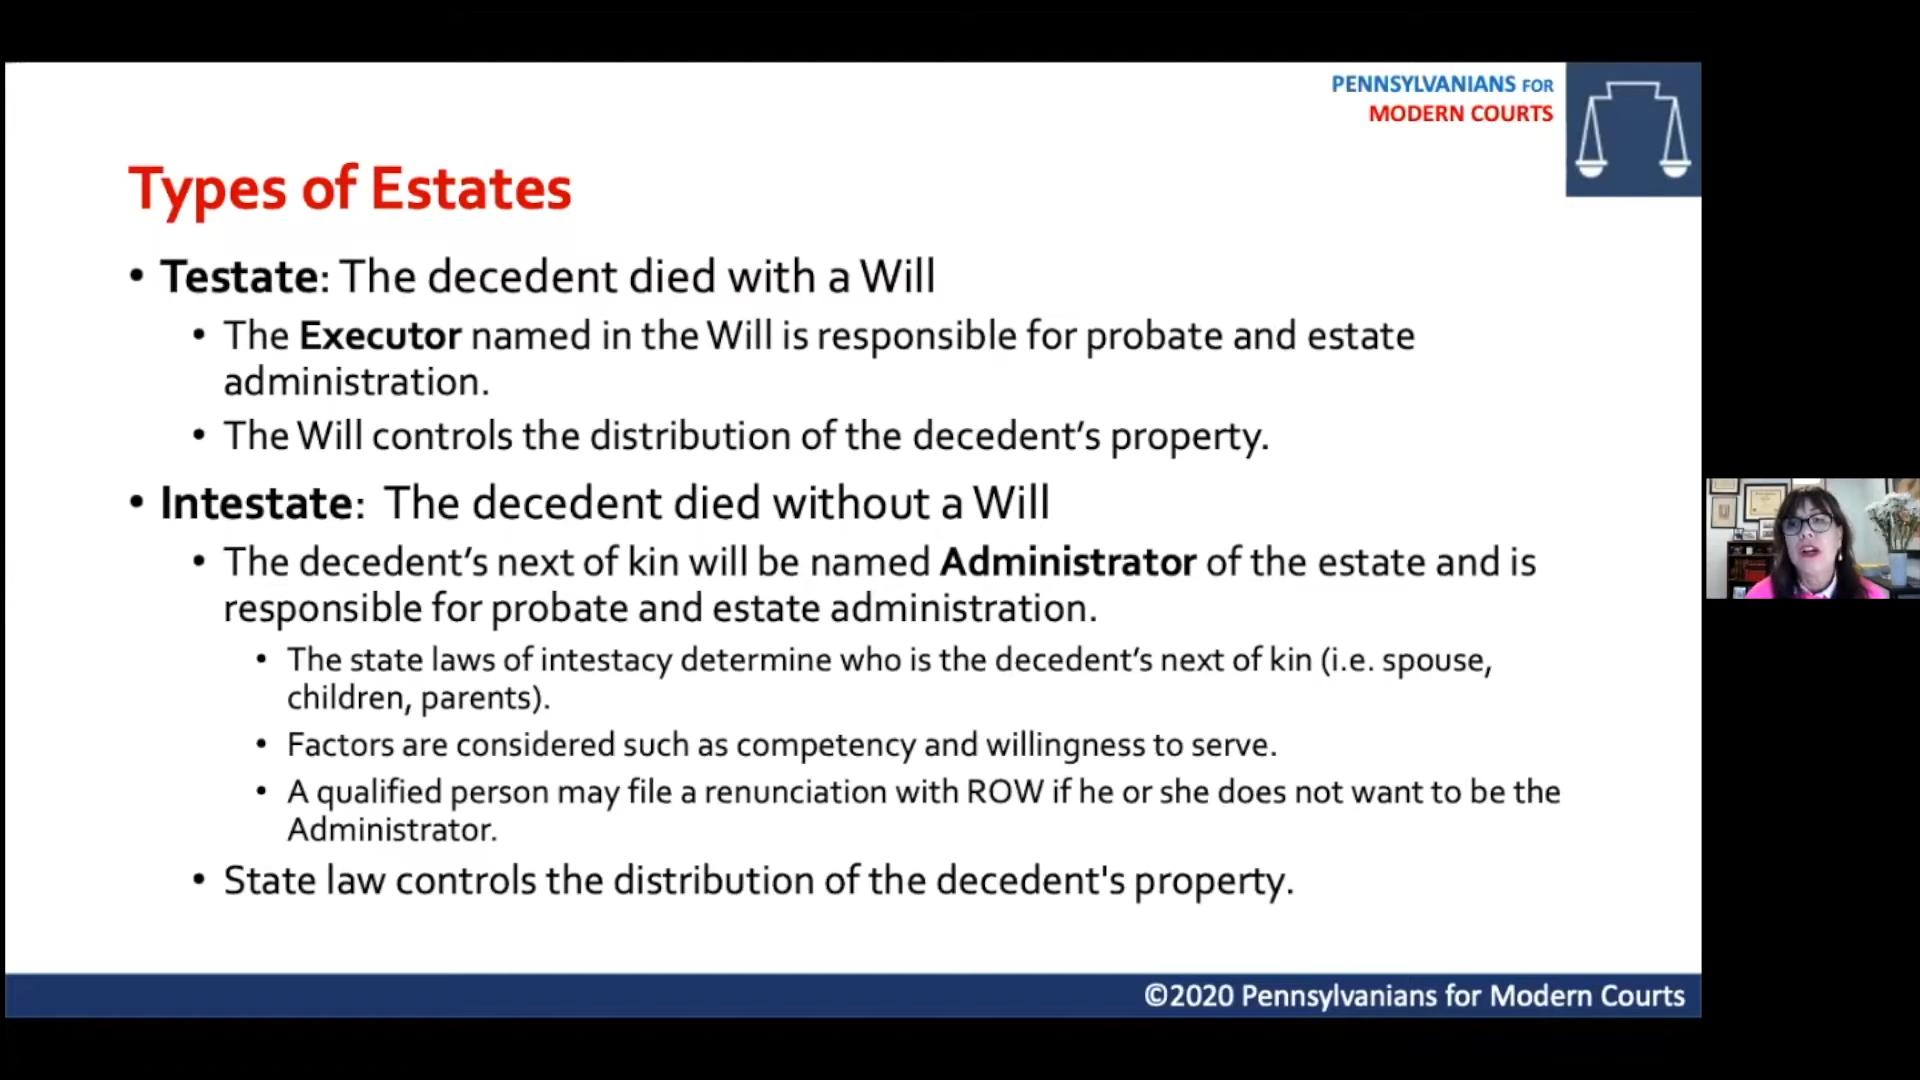 PENNSYLVANIANS FOR
MODERN COURTS
Types of Estates
• Testate: The decedent died with a Will
• The Executor named in the Will is responsible for probate and estate
administration.
• The Will controls the distribution of the decedent’s property.
• Intestate: The decedent died without a Will
• The decedent’s next of kin will be named Administrator of the estate and is
responsible for probate and estate administration.
• The state laws of intestacy determine who is the decedent’s next of kin (i.e. spouse,
children, parents).
• Factors are considered such as competency and willingness to serve.
• A qualified person may file a renunciation with ROW if he or she does not want to be the
Administrator.
• State law controls the distribution of the decedent's property.
©2020 Pennsylvanians for Modern Courts